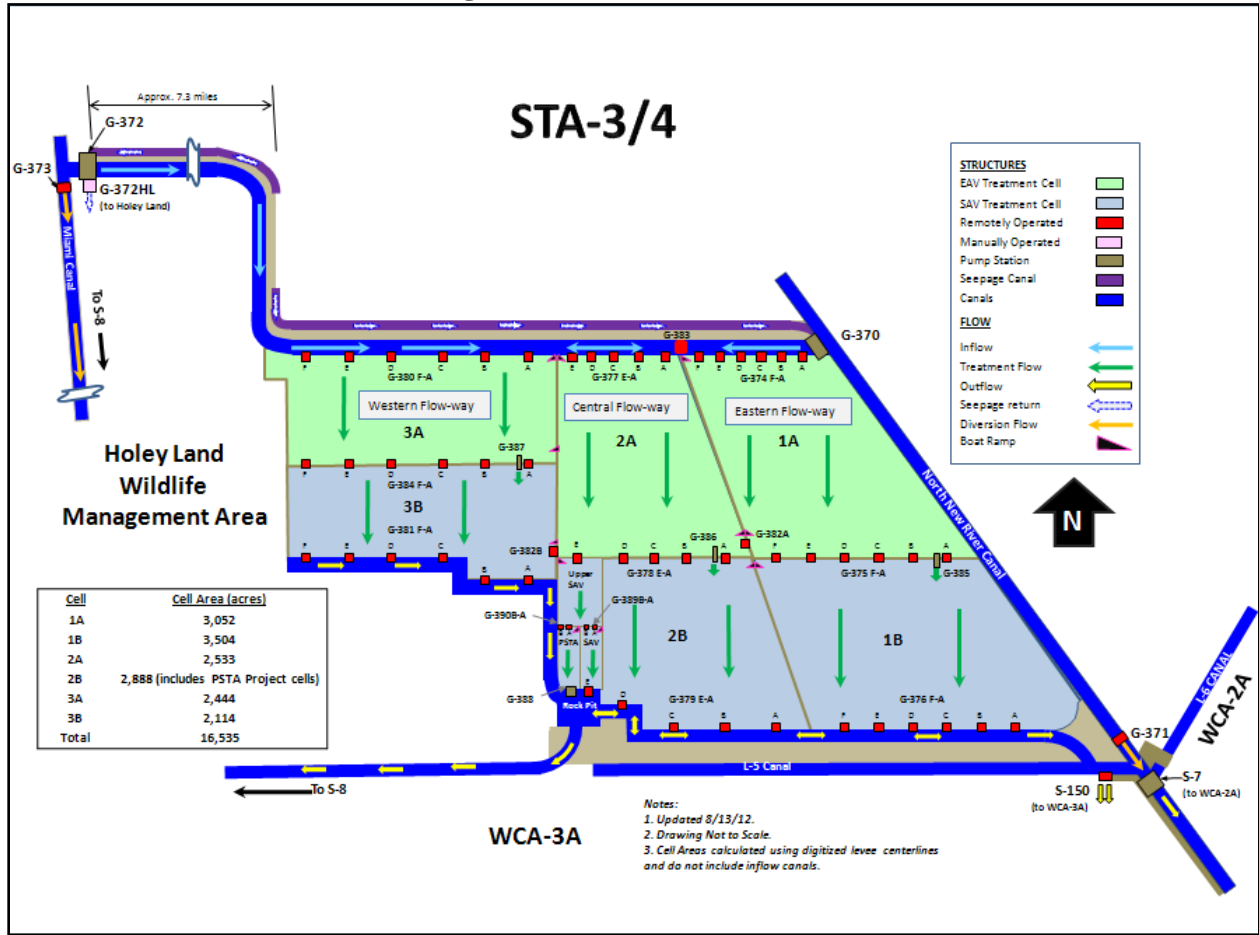 STA-3/4
Approx. 7.3 miles
G-372
G-373
G-372HL
(to Holey Land)
Miami Canal
To S-8
STRUCTURES
EAV Treatment Cell
SAV Treatment Cell
Remotely Operated
Manually Operated
Pump Station
Seepage Canal
Canals
FLOW
Inflow
Treatment Flow
Outflow
Seepage return
Diversion Flow
Boat Ramp
N
G-383
G-370
F E D C B A
E D C B A
F E D C B A
G-380 F-A
G-377 E-A
G-374 F-A
Western Flow-way
Central Flow-way
Eastern Flow-way
3A
2A
1A
North New River Canal
Holey Land
Wildlife
Management Area
G-387
F E D C B A
G-384 F-A
3B
G-381 F-A
F E D C
B A
G-382B
G-386
G-382A
E D C B A
F E D C B A
G-378 E-A
G-375 F-A
G-385
Upper
SAV
G-390B-A
G-389B-A
B A B A
PSTA
SAV
2B
1B
G-388
E
D
Rock Pit
G-379 E-A
G-376 F-A
C B A
F E D C B A
Cell Cell Area (acres)
1A 3,052
1B 3,504
2A 2,533
2B 2,888 (includes PSTA Project cells)
3A 2,444
3B 2,114
Total 16,535
L-6 CANAL
WCA-2A
G-371
L-5 Canal
S-7
(to WCA-2A)
S-150
(to WCA-3A)
To S-8
WCA-3A
Notes:
1. Updated 8/13/12.
2. Drawing Not to Scale.
3. Cell Areas calculated using digitized levee centerlines
and do not include inflow canals.